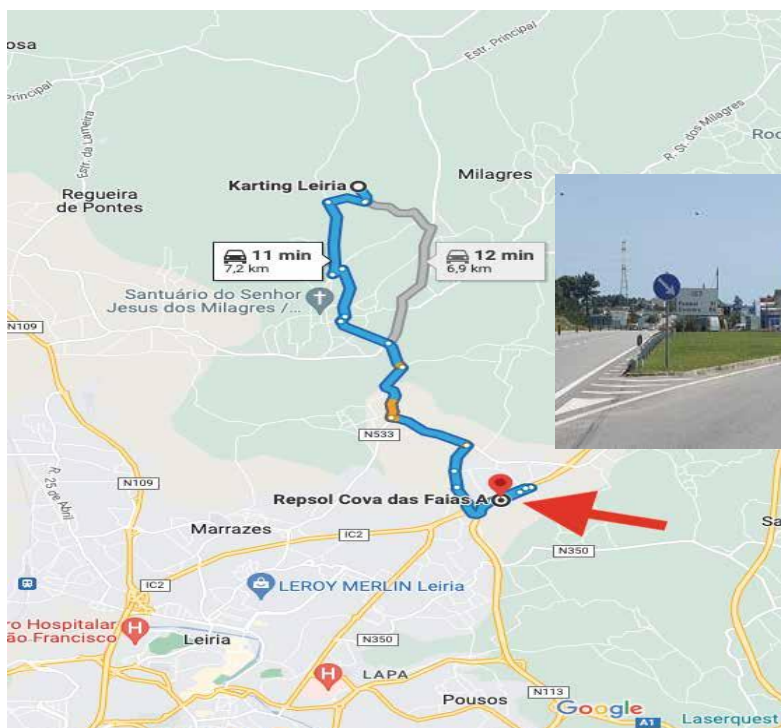 osa
Estr. Principal
Principal
Estr. da Lameira
R. St. dos Milagres
Roc
Milagres
Karting Leiria
Regueira
de Pontes
11 min
7,2 km
12 min
6,9 km
Santuário do Senhor
Jesus dos Milagres /...
N109
N533
R. 25 de Abril
N109
Repsol Cova das Faias A
Marrazes
IC2
N350
Sta
IC2
LEROY MERLIN Leiria
ro Hospitalar
ão Francisco
H
Leiria
N350
H
LAPA
Pousos
N113
Google
A1
Laserquest